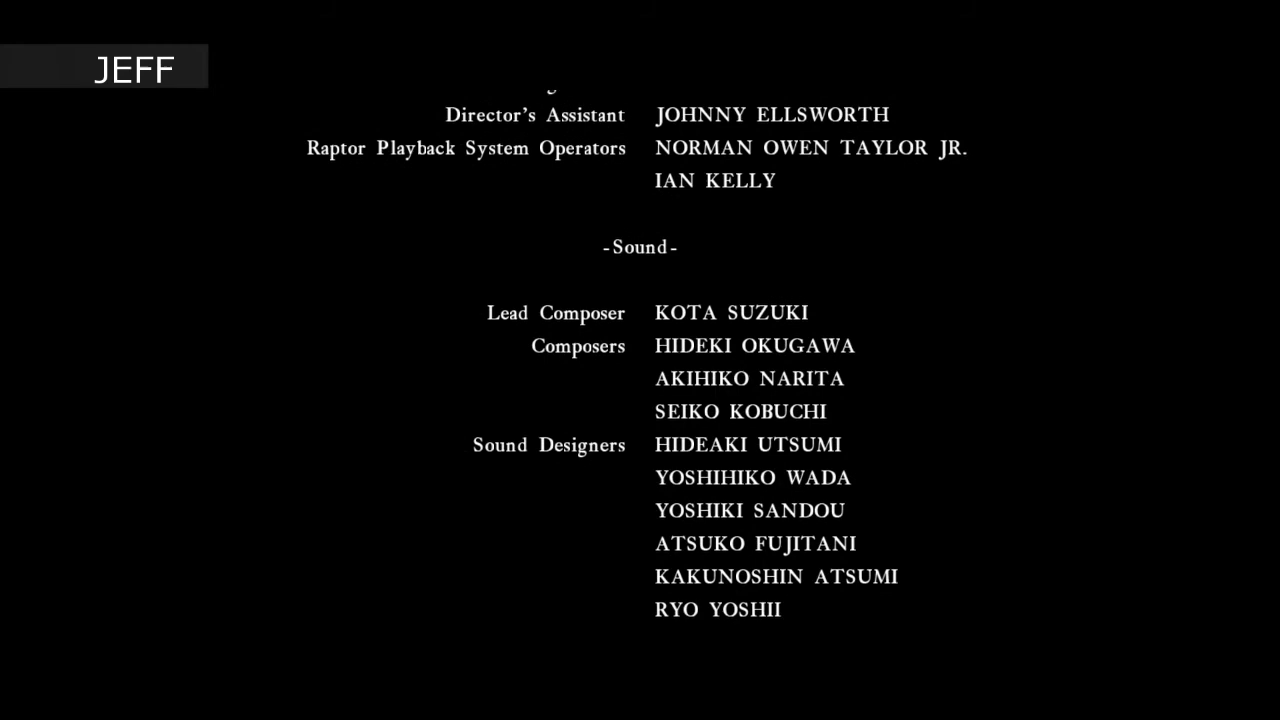 JEFF
Director's Assistant JOHNNY ELLSWORTH
Raptor Playback System Operators NORMAN OWEN TAYLOR JR.
IAN KELLY
-Sound-
Lead Composer KOTA SUZUKI
Composers HIDEKI OKUGAWA
AKIHIKO NARITA
SEIKO KOBUCHI
Sound Designers HIDEAKI UTSUMI
YOSHIHIKO WADA
YOSHIKI SANDOU
ATSUKO FUJITANI
KAKUNOSHIN ATSUMI
RYO YOSHII